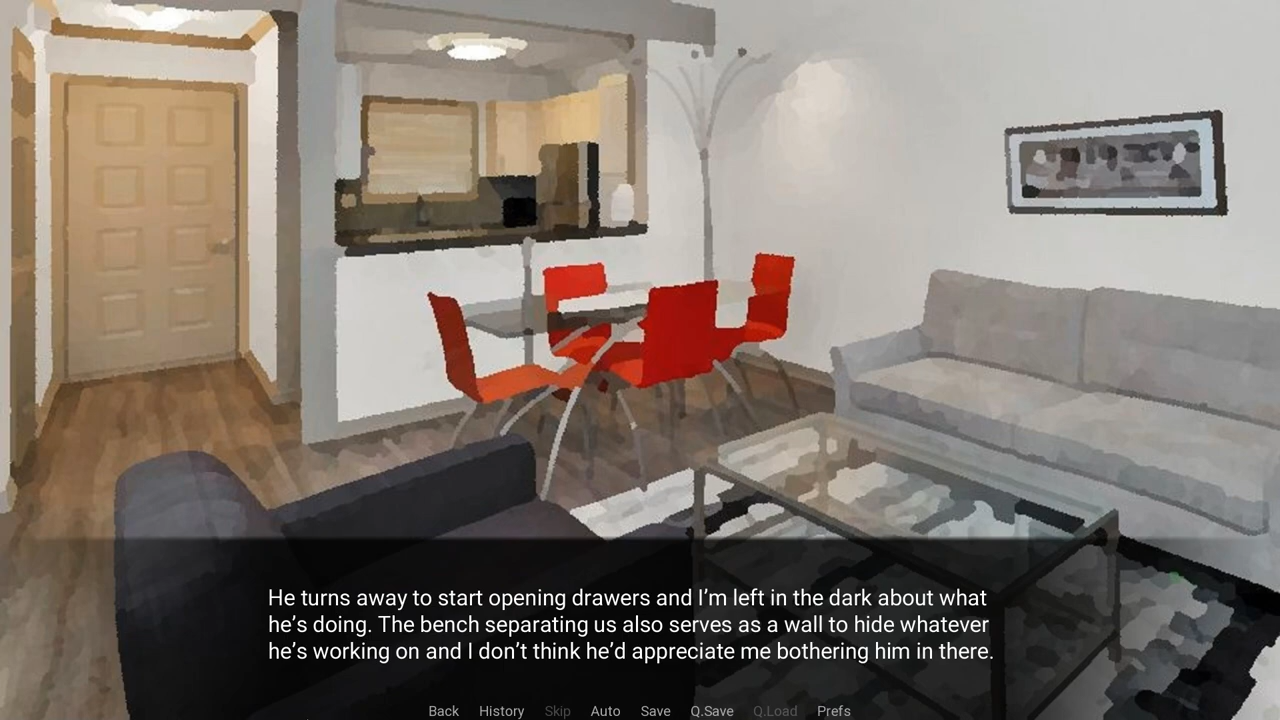 He turns away to start opening drawers and I’m left in the dark about what
he’s doing. The bench separating us also serves as a wall to hide whatever
he’s working on and I don’t think he’d appreciate me bothering him in there.
Back History Skip Auto Save Q.Save Q.Load Prefs